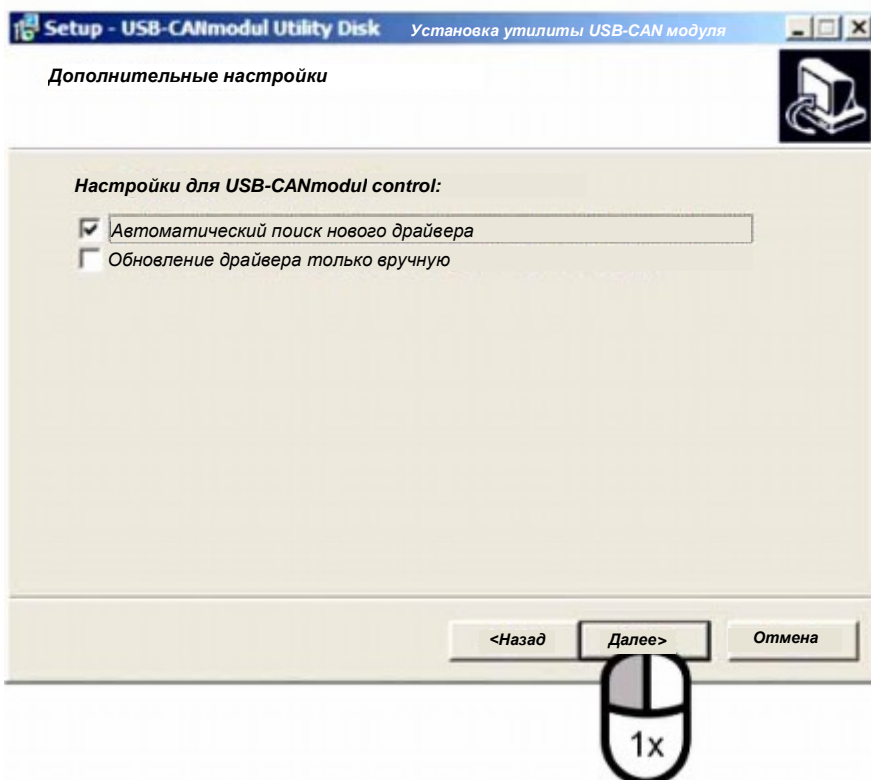 Setup - USB-CANmodul Utility Disk Установка утилиты USB-CAN модуля
Дополнительные настройки
Настройки для USB-CANmodul control:
Автоматический поиск нового драйвера
Обновление драйвера только вручную
<Назад Далее> Отмена
1x